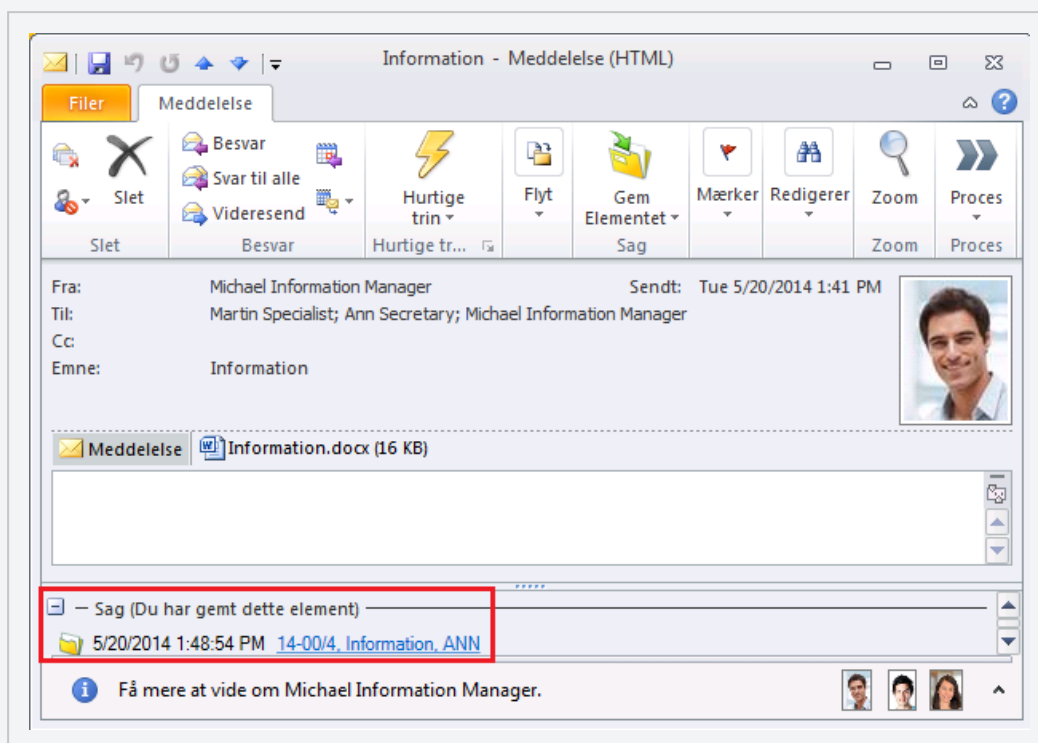 Information - Meddelelse (HTML)
Filer Meddelelse
Besvar
Svar til alle
Videresend
Slet
Hurtige trin
Flyt
Gem Elementet
Mærker
Redigerer
Zoom
Proces
Slet Besvar Hurtige tr... Sag Zoom Proces
Fra: Michael Information Manager Sendt: Tue 5/20/2014 1:41 PM
Til: Martin Specialist; Ann Secretary; Michael Information Manager
Cc:
Emne: Information
Meddelelse Information.docx (16 KB)
Sag (Du har gemt dette element)
5/20/2014 1:48:54 PM 14-00/4, Information, ANN
Få mere at vide om Michael Information Manager.